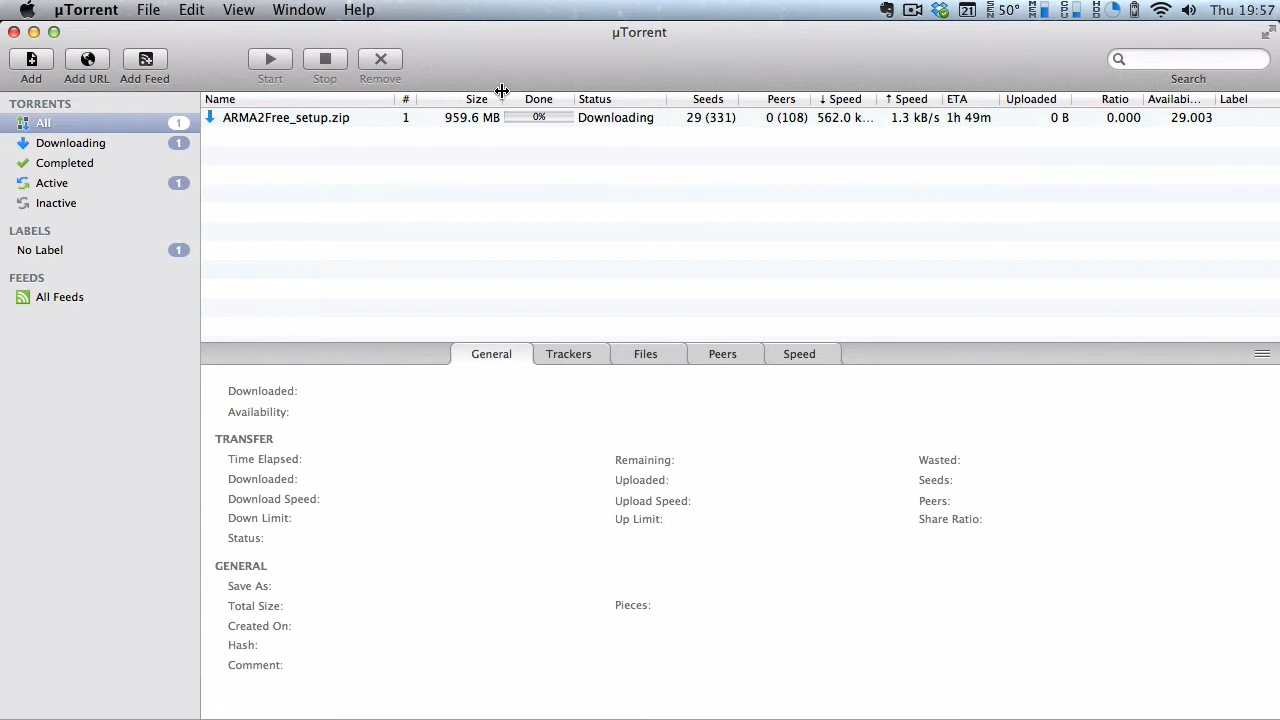 µTorrent File Edit View Window Help 21 50° Thu 19:57
µTorrent
Add Add URL Add Feed Start Stop Remove Search
TORRENTS
All 1
Downloading 1
Completed
Active 1
Inactive
LABELS
No Label 1
FEEDS
All Feeds
Name # Size Done Status Seeds Peers ↓ Speed ↑ Speed ETA Uploaded Ratio Availabi... Label
ARMA2Free_setup.zip 1 959.6 MB 0% Downloading 29 (331) 0 (108) 562.0 k... 1.3 kB/s 1h 49m 0 B 0.000 29.003
General Trackers Files Peers Speed
Downloaded:
Availability:
TRANSFER
Time Elapsed: Remaining: Wasted:
Downloaded: Uploaded: Seeds:
Download Speed: Upload Speed: Peers:
Down Limit: Up Limit: Share Ratio:
Status:
GENERAL
Save As:
Total Size: Pieces:
Created On:
Hash:
Comment: